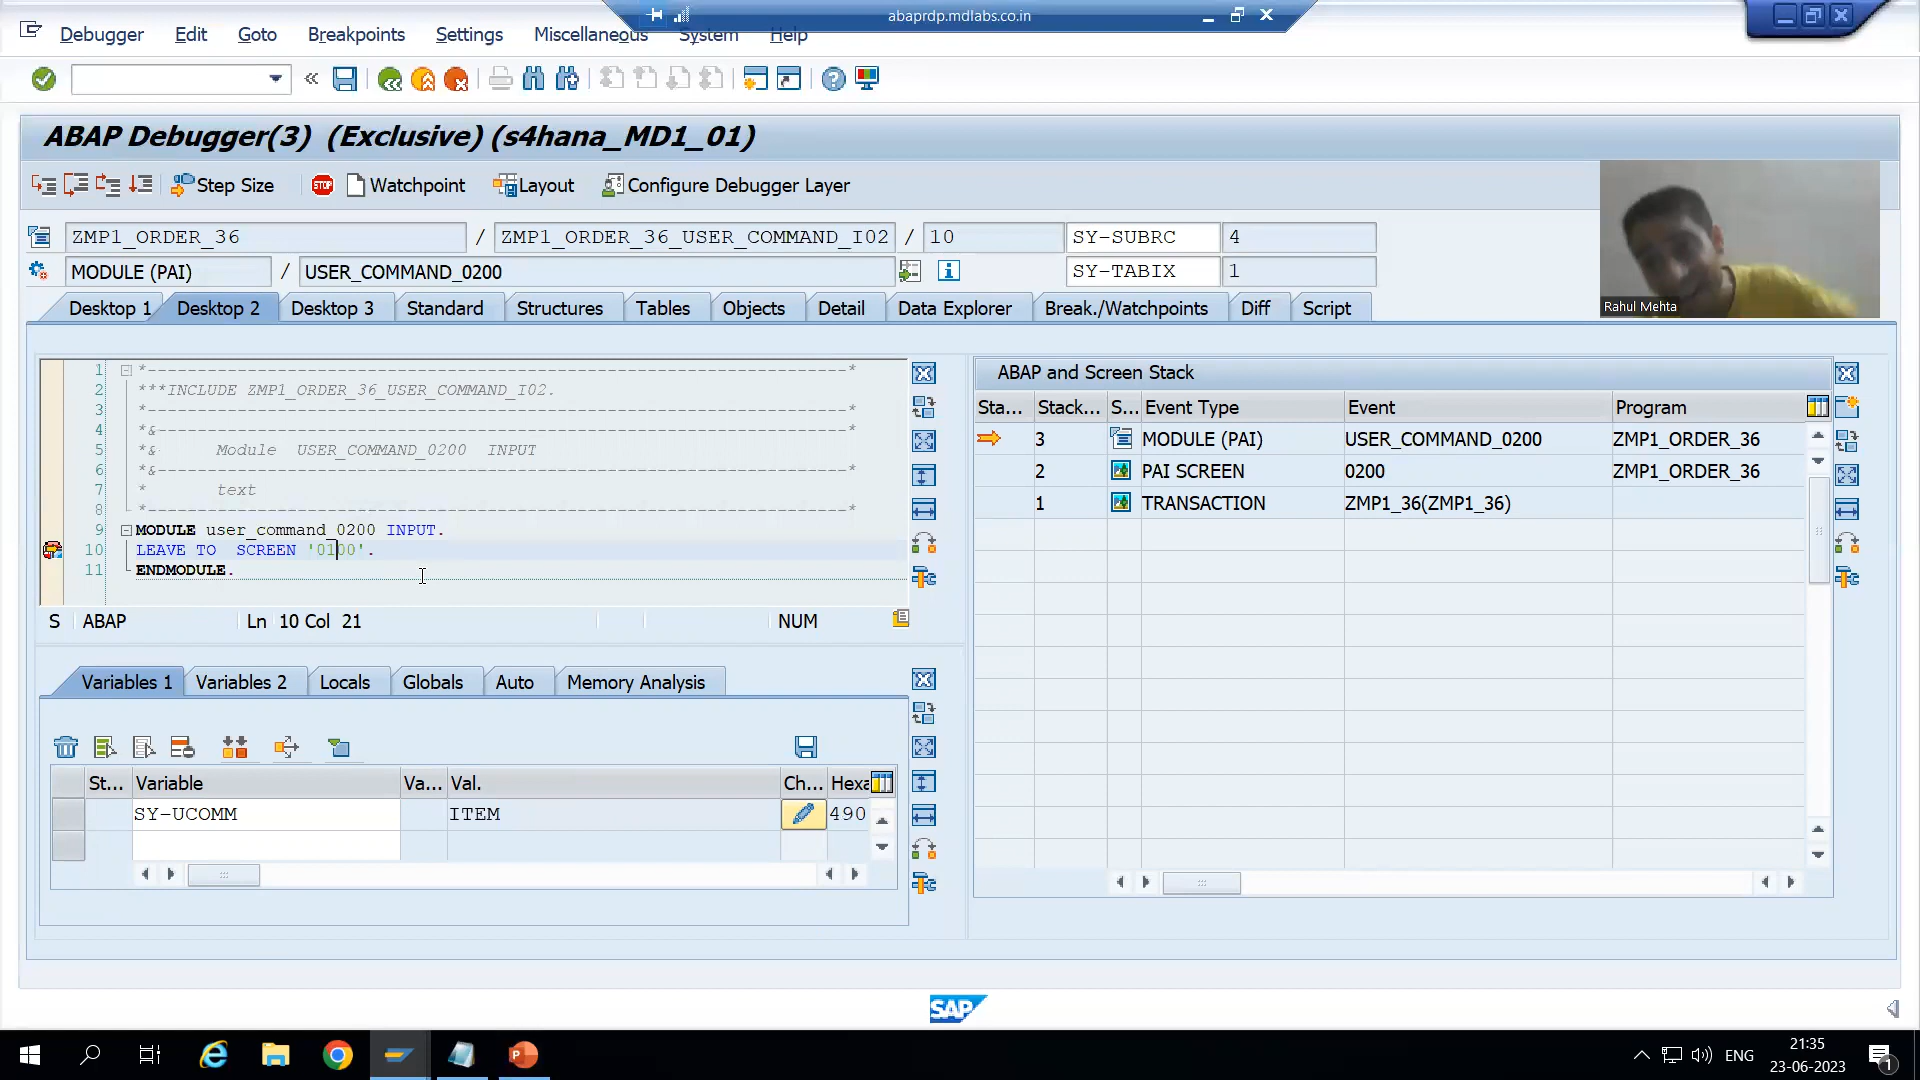 abaprdp.mdlabs.co.in
Debugger Edit Goto Breakpoints Settings Miscellaneous System Help
ABAP Debugger(3) (Exclusive) (s4hana_MD1_01)
Step Size STOP Watchpoint Layout Configure Debugger Layer
ZMP1_ORDER_36 / ZMP1_ORDER_36_USER_COMMAND_I02 / 10 SY-SUBRC 4
MODULE (PAI) / USER_COMMAND_0200 SY-TABIX 1
Rahul Mehta
Desktop 1 Desktop 2 Desktop 3 Standard Structures Tables Objects Detail Data Explorer Break./Watchpoints Diff Script
1 *----------------------------------------------------------------------*
2 ***INCLUDE ZMP1_ORDER_36_USER_COMMAND_I02.
3 *----------------------------------------------------------------------*
4 *&---------------------------------------------------------------------*
5 *& Module USER_COMMAND_0200 INPUT
6 *&---------------------------------------------------------------------*
7 * text
8 *----------------------------------------------------------------------*
9 MODULE user_command_0200 INPUT.
10 LEAVE TO SCREEN '0100'.
11 ENDMODULE.
S ABAP Ln 10 Col 21 NUM
ABAP and Screen Stack
Sta... Stack... S... Event Type Event Program
3 MODULE (PAI) USER_COMMAND_0200 ZMP1_ORDER_36
2 PAI SCREEN 0200 ZMP1_ORDER_36
1 TRANSACTION ZMP1_36(ZMP1_36)
Variables 1 Variables 2 Locals Globals Auto Memory Analysis
St... Variable Va... Val. Ch... Hexa
SY-UCOMM ITEM 490
SAP
ENG
21:35
23-06-2023
1